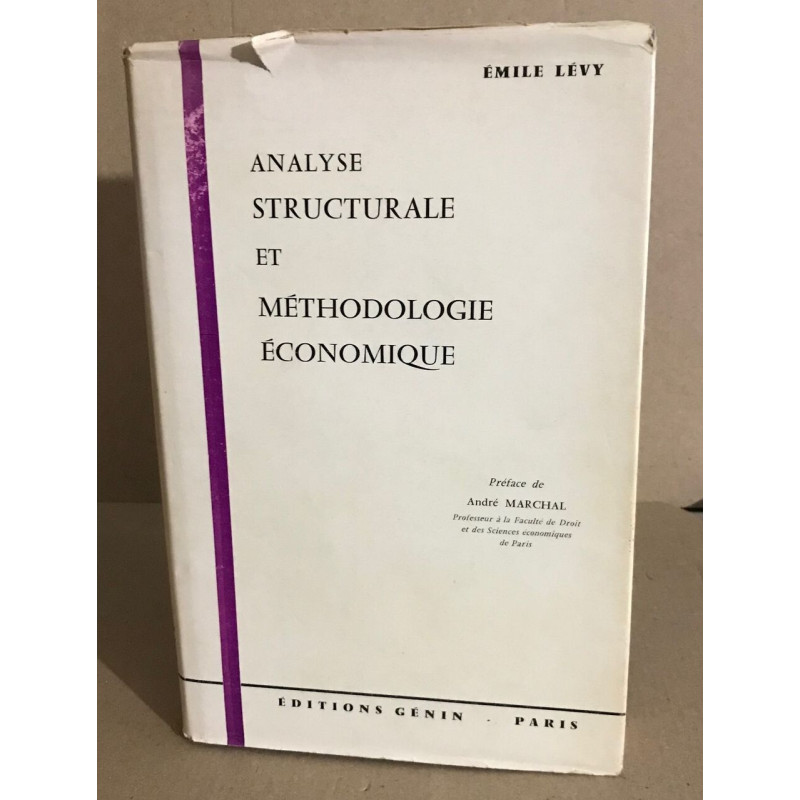 ÉMILE LÉVY
ANALYSE
STRUCTURALE
ET
MÉTHODOLOGIE
ÉCONOMIQUE
Préface de
André MARCHAL
Professeur à la Faculté de Droit
et des Sciences économiques
de Paris
ÉDITIONS GÉNIN - PARIS